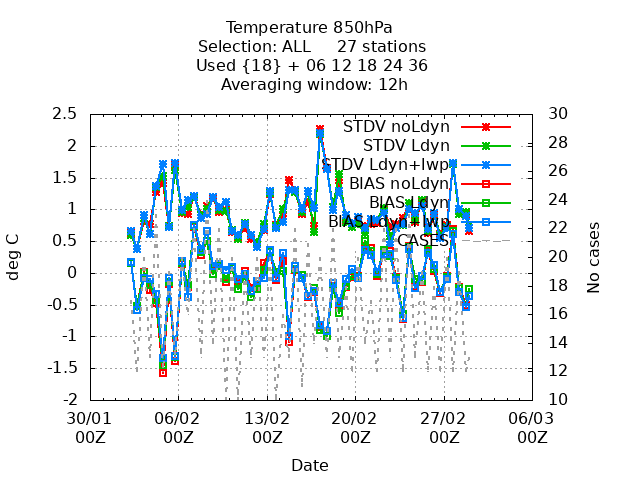 Temperature 850hPa
Selection: ALL     27 stations
Used {18} + 06 12 18 24 36
Averaging window: 12h
2.5
2
1.5
1
0.5
0
-0.5
-1
-1.5
-2
deg C
30
28
26
24
22
20
18
16
14
12
10
No cases
STDV noLdyn
STDV Ldyn
STDV Ldyn+lwp
BIAS noLdyn
BIAS Ldyn
BIAS Ldyn+lwp
CASES
30/01 06/02 13/02 20/02 27/02 06/03
00Z 00Z 00Z 00Z 00Z 00Z
Date